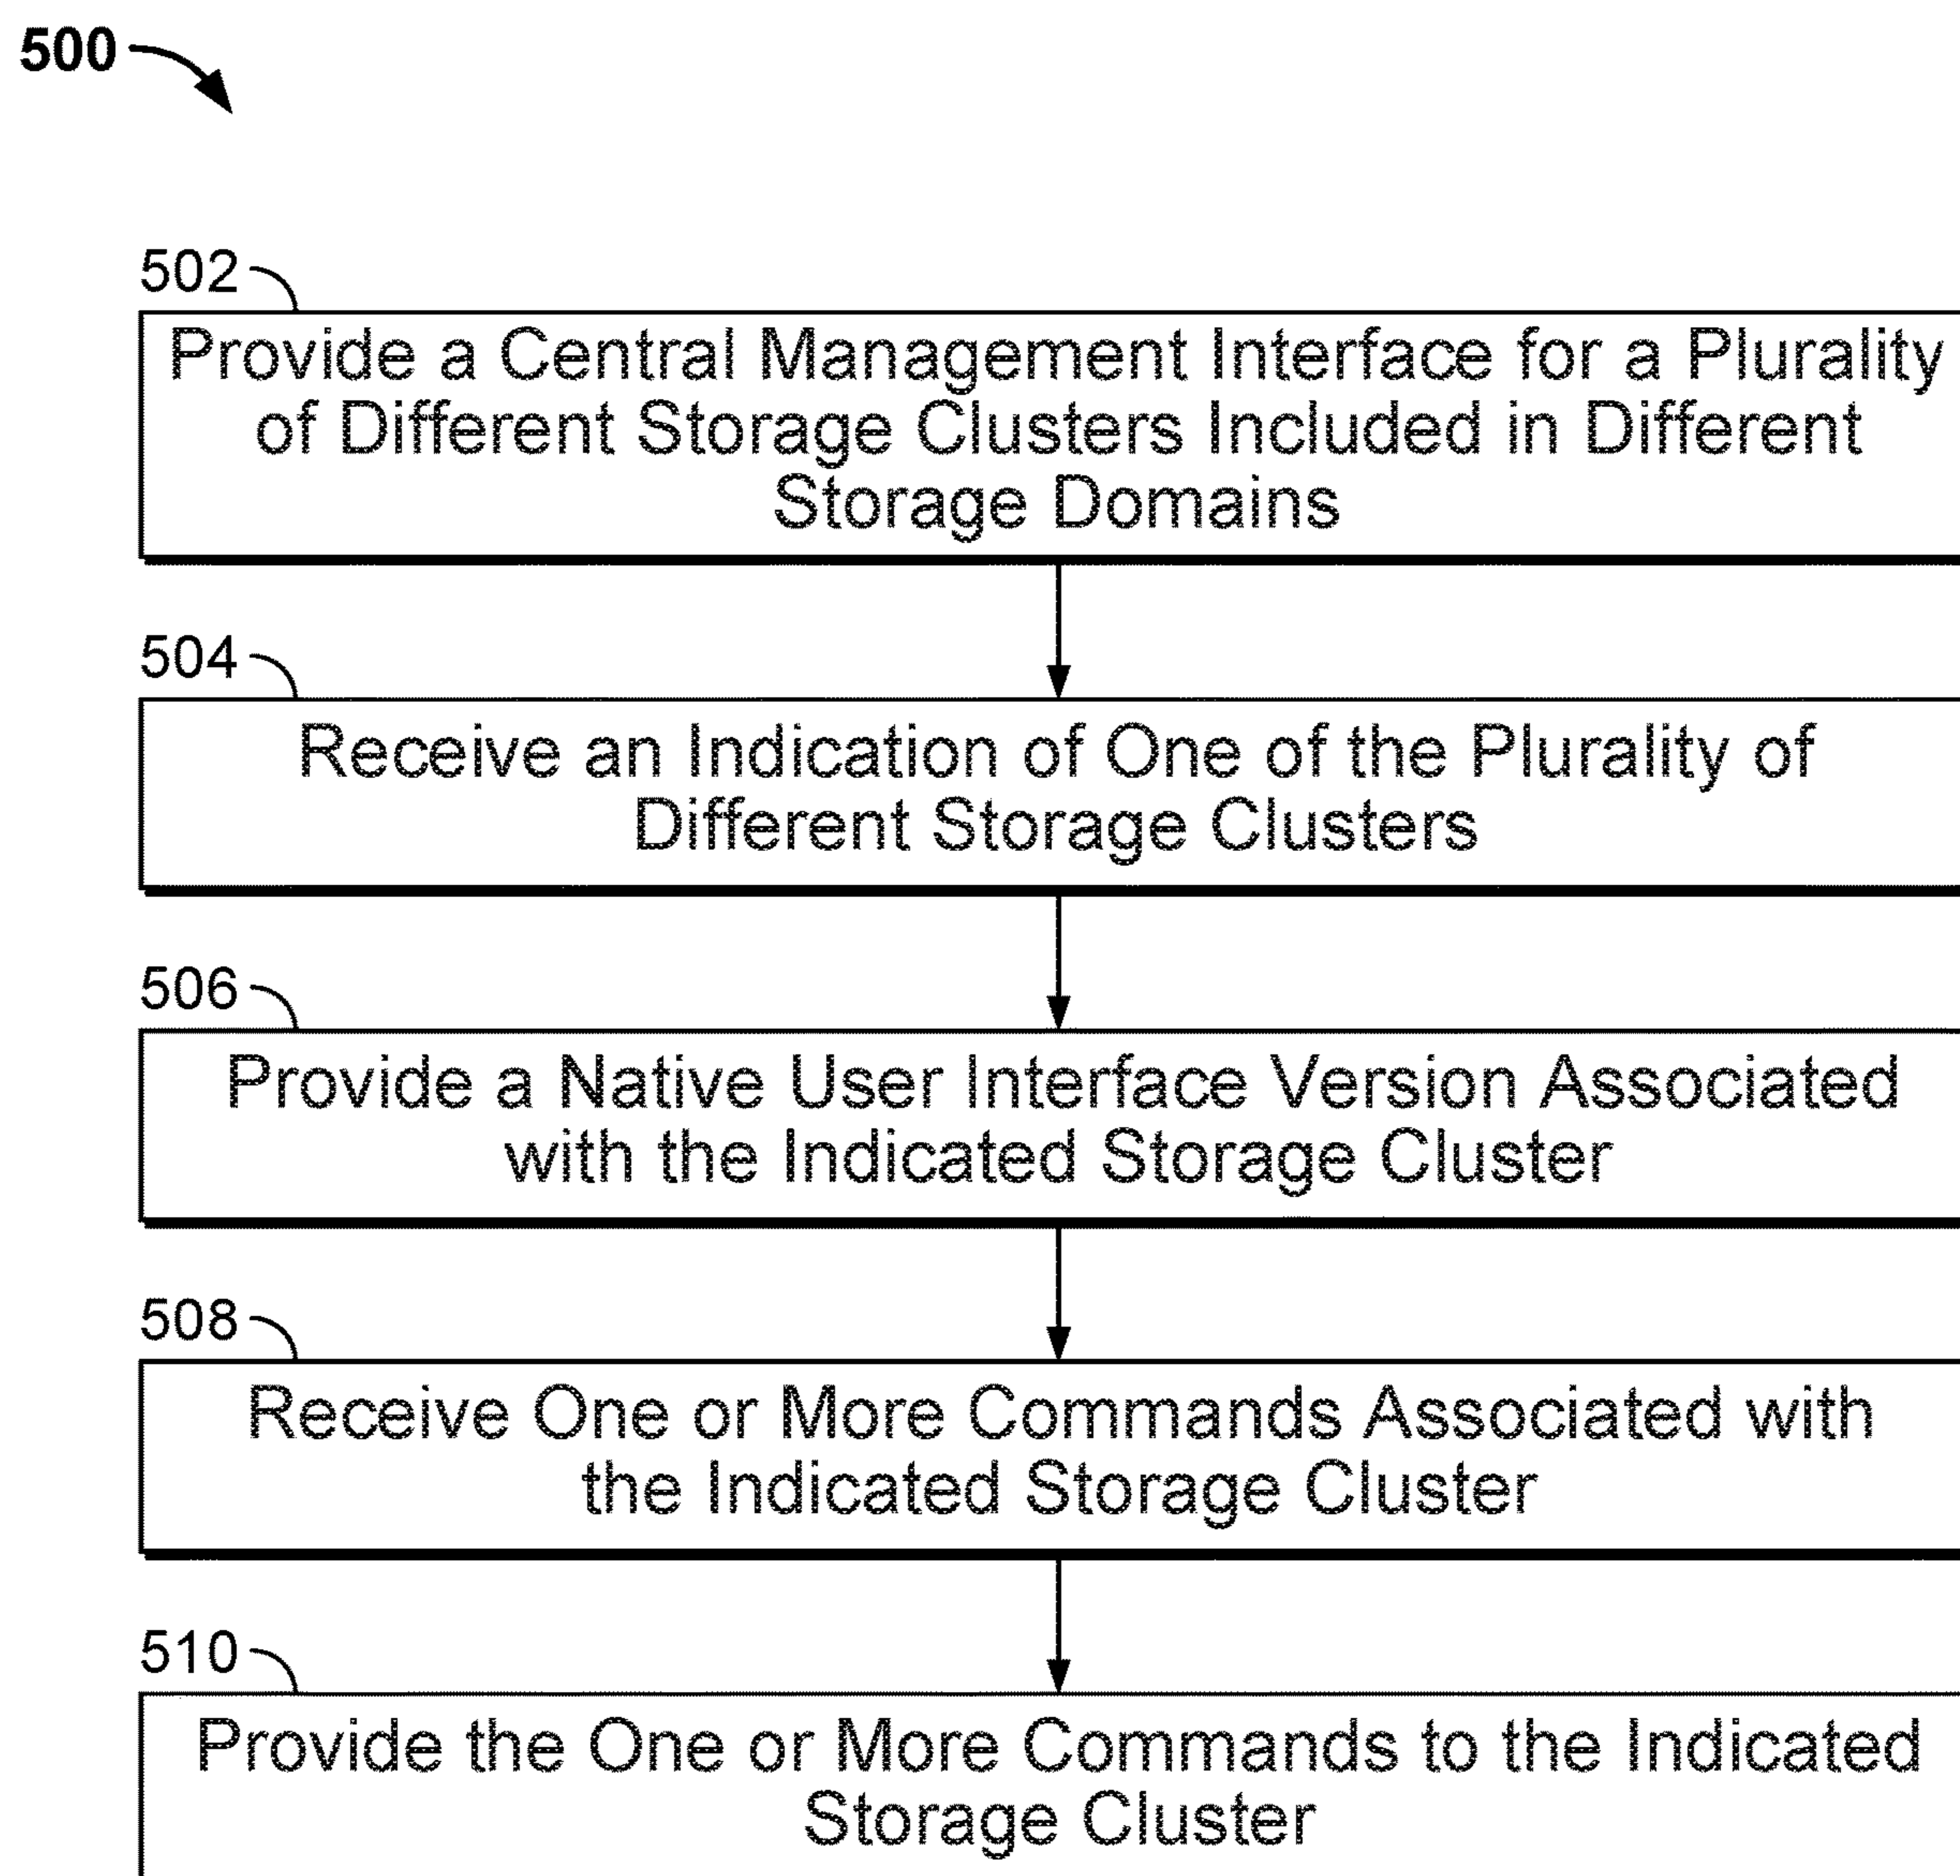 500
502
Provide a Central Management Interface for a Plurality
of Different Storage Clusters Included in Different
Storage Domains
504
Receive an Indication of One of the Plurality of
Different Storage Clusters
506
Provide a Native User Interface Version Associated
with the Indicated Storage Cluster
508
Receive One or More Commands Associated with
the Indicated Storage Cluster
510
Provide the One or More Commands to the Indicated
Storage Cluster